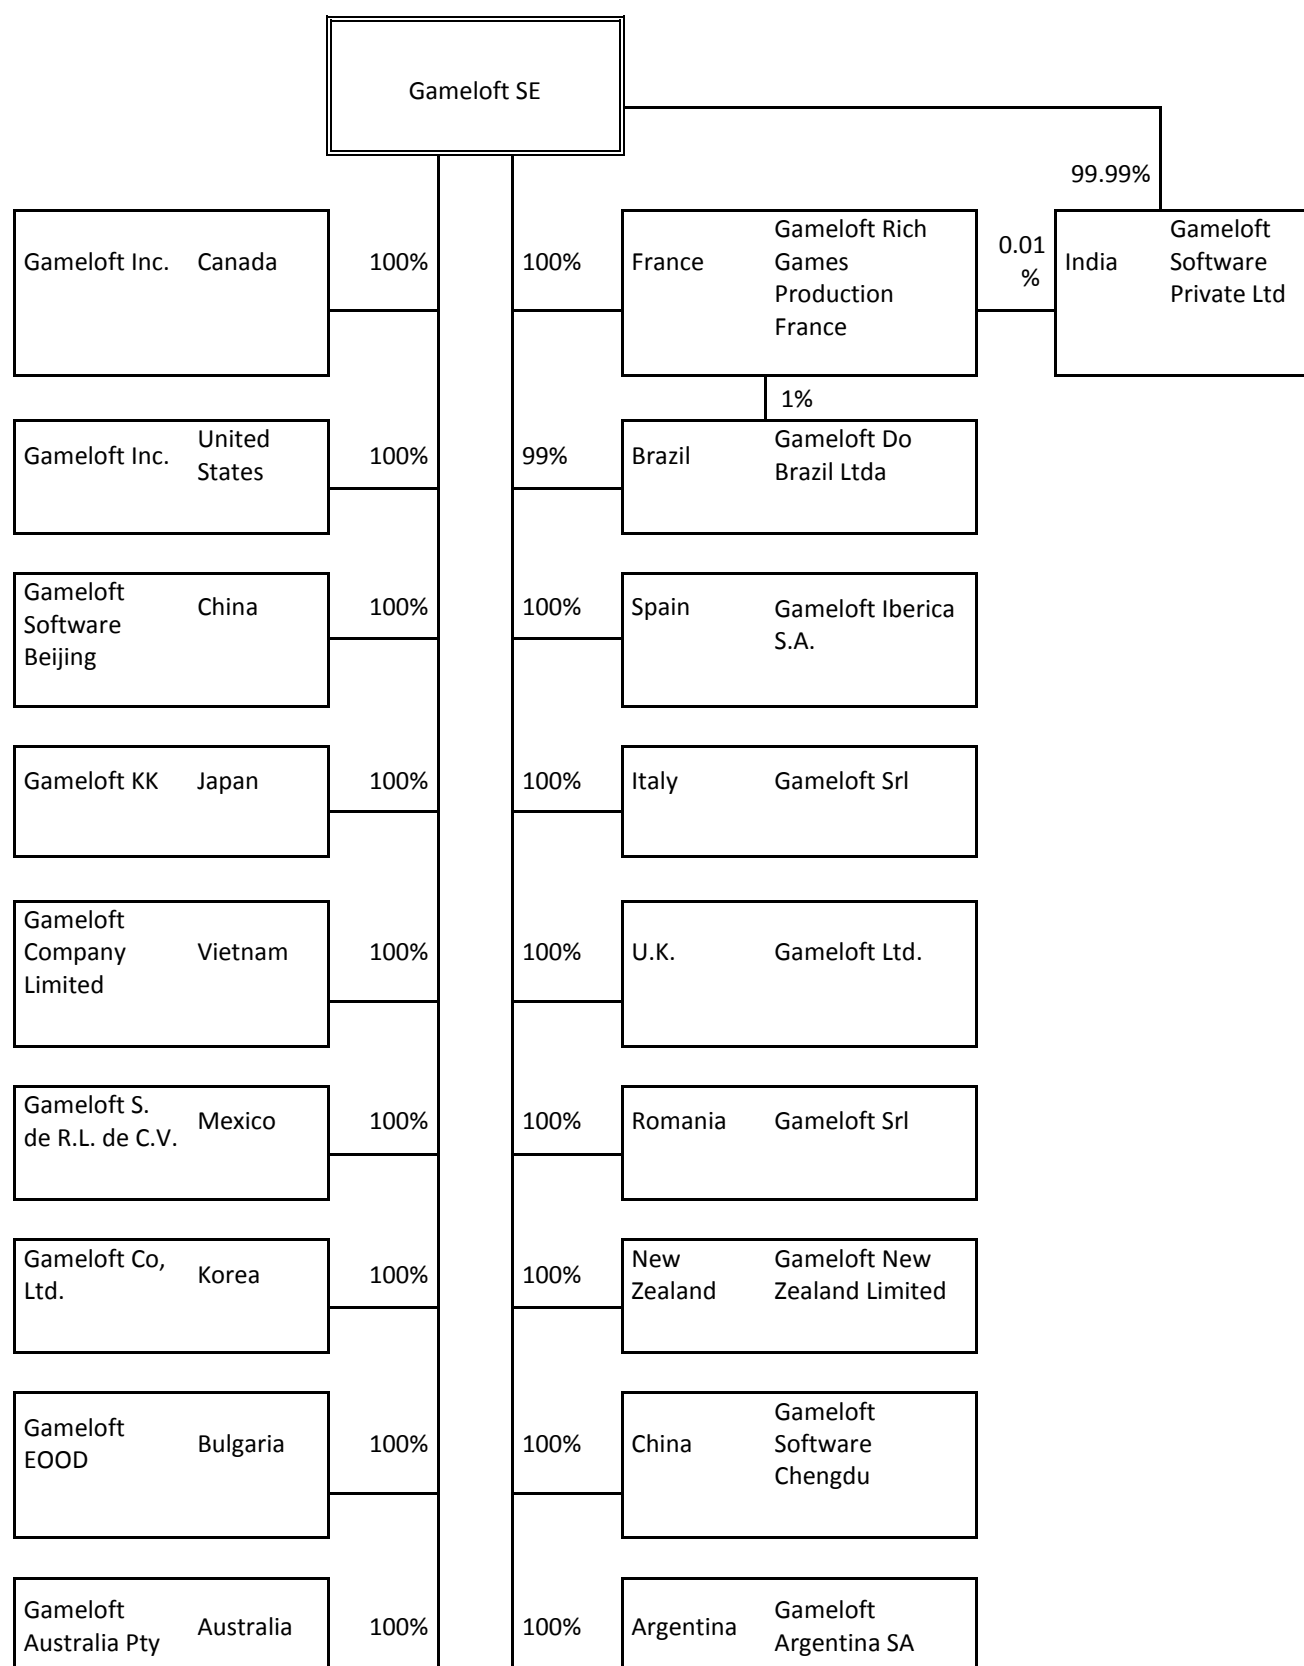 Gameloft SE
99.99%
Gameloft Inc.
Canada
100%
100%
France
Gameloft Rich
Games
Production
France
0.01
%
India
Gameloft
Software
Private Ltd
1%
Gameloft Inc.
United
States
100%
99%
Brazil
Gameloft Do
Brazil Ltda
Gameloft
Software
Beijing
China
100%
100%
Spain
Gameloft Iberica
S.A.
Gameloft KK
Japan
100%
100%
Italy
Gameloft Srl
Gameloft
Company
Limited
Vietnam
100%
100%
U.K.
Gameloft Ltd.
Gameloft S.
de R.L. de C.V.
Mexico
100%
100%
Romania
Gameloft Srl
Gameloft Co,
Ltd.
Korea
100%
100%
New
Zealand
Gameloft New
Zealand Limited
Gameloft
EOOD
Bulgaria
100%
100%
China
Gameloft
Software
Chengdu
Gameloft
Australia Pty
Australia
100%
100%
Argentina
Gameloft
Argentina SA